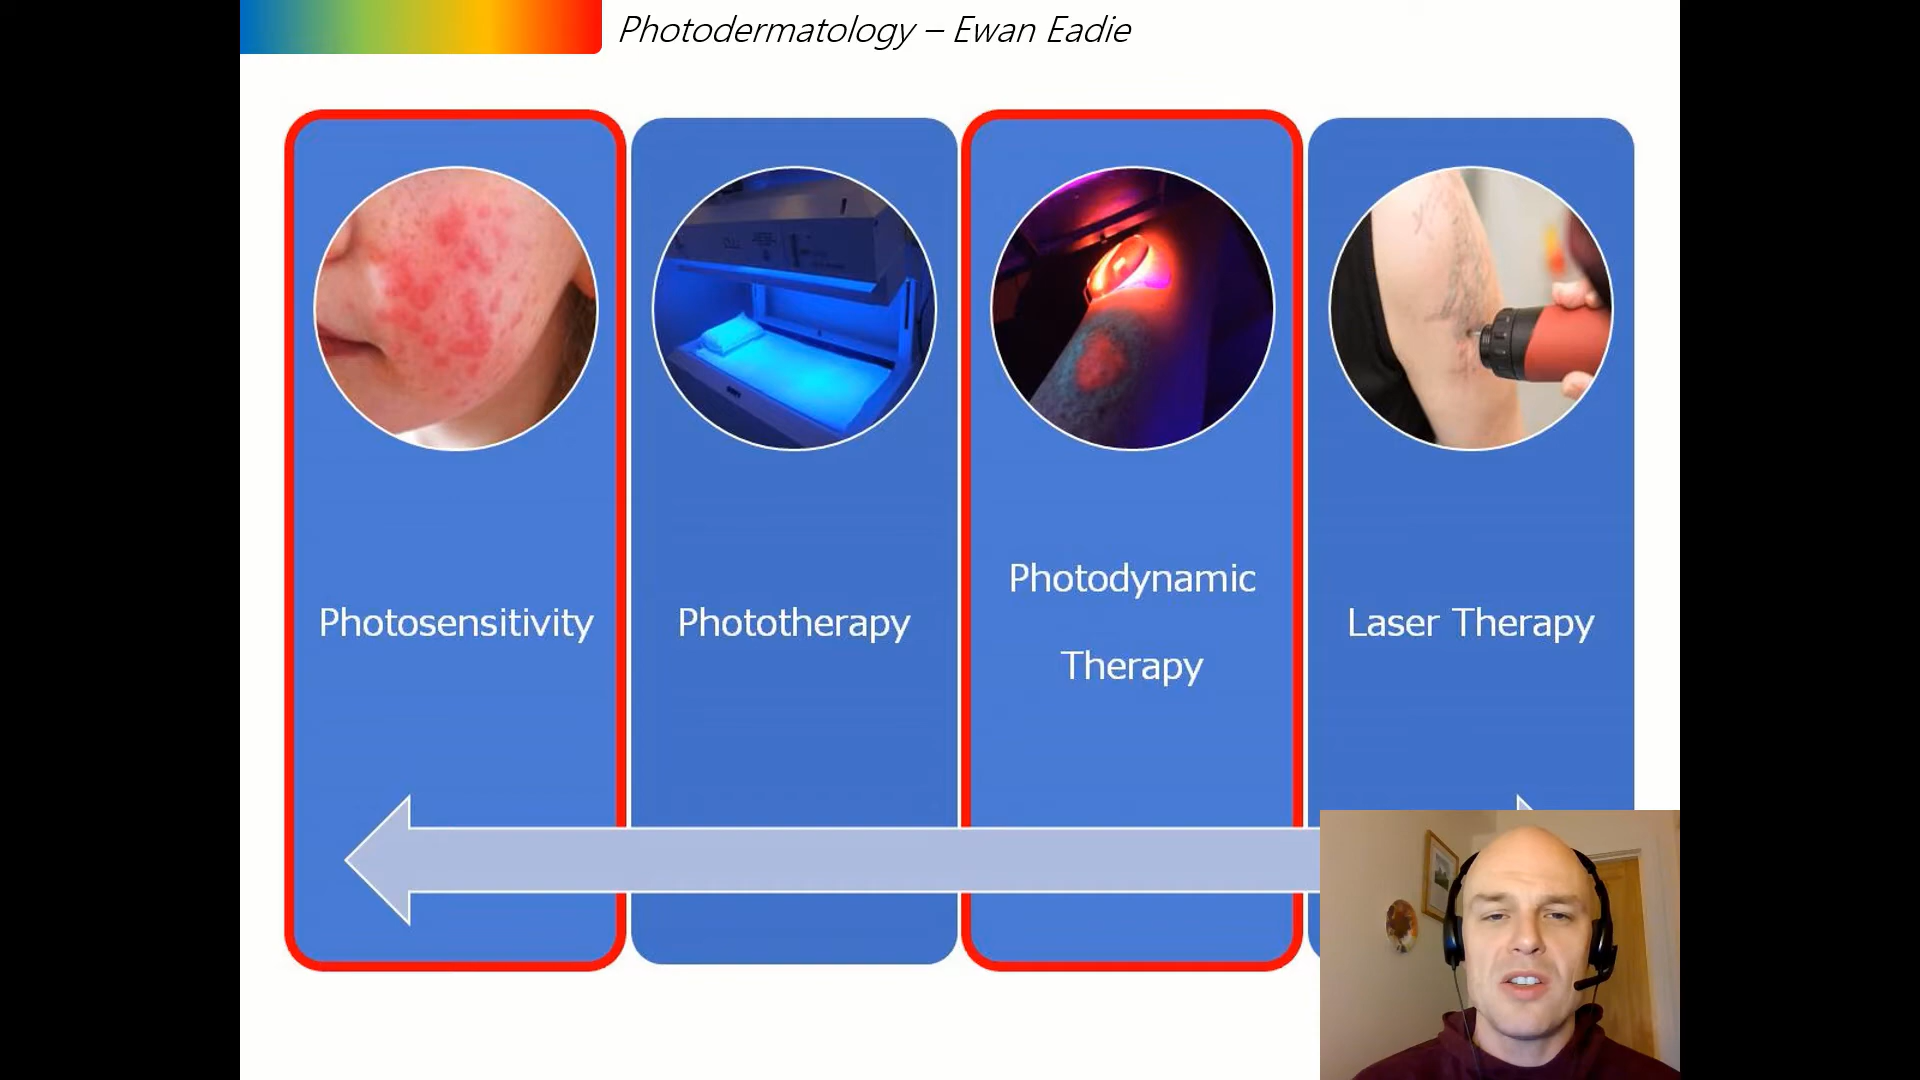 Photodermatology – Ewan Eadie
Photosensitivity
Phototherapy
Photodynamic
Therapy
Laser Therapy